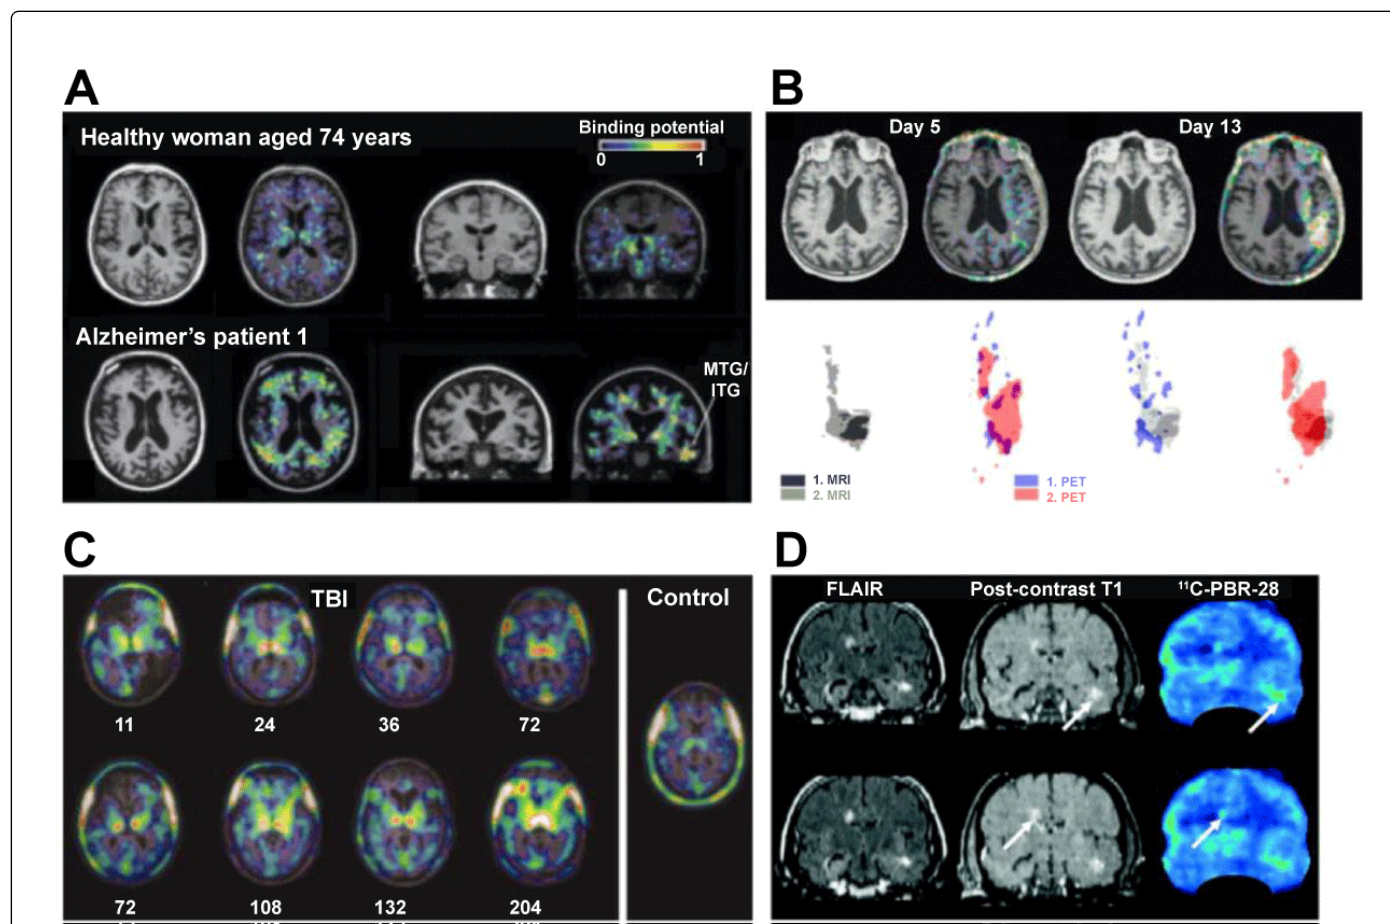 A
Healthy woman aged 74 years
Binding potential
0 1
Alzheimer’s patient 1
MTG/
ITG
B
Day 5 Day 13
1. MRI
2. MRI
1. PET
2. PET
C
TBI
Control
11 24 36 72
72 108 132 204
D
FLAIR Post-contrast T1 ¹¹C-PBR-28